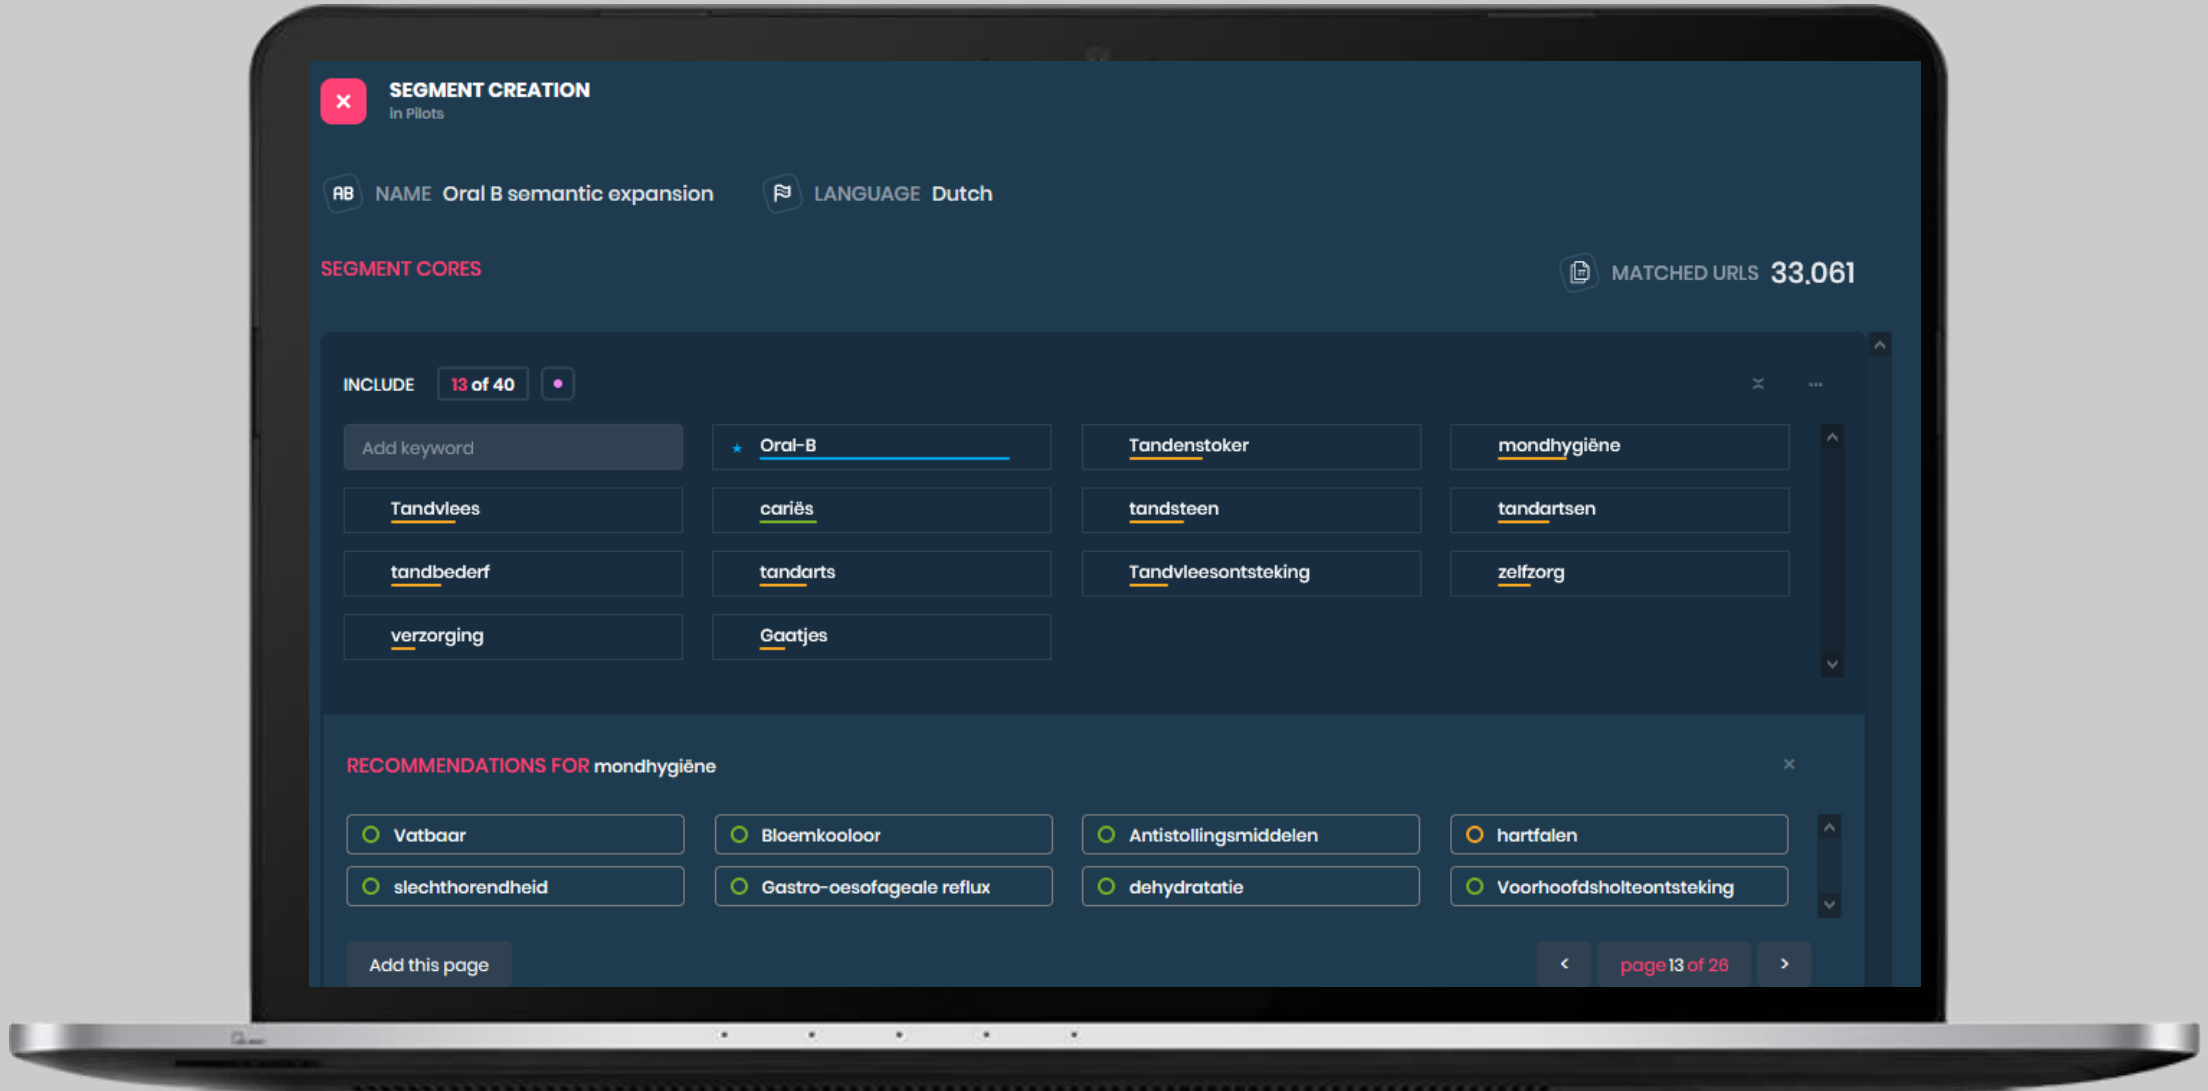 SEGMENT CREATION
in Pilots
AB NAME Oral B semantic expansion LANGUAGE Dutch
SEGMENT CORES
MATCHED URLS 33.061
INCLUDE 13 of 40
Add keyword Oral-B Tandenstoker mondhygiëne
Tandvlees cariës tandsteen tandartsen
tandbederf tandarts Tandvleesontsteking zelfzorg
verzorging Gaatjes
RECOMMENDATIONS FOR mondhygiëne
Vatbaar Bloemkooloor Antistollingsmiddelen hartfalen
slechthorendheid Gastro-oesofageale reflux dehydratatie Voorhoofdsholteontsteking
Add this page < page 13 of 26 >